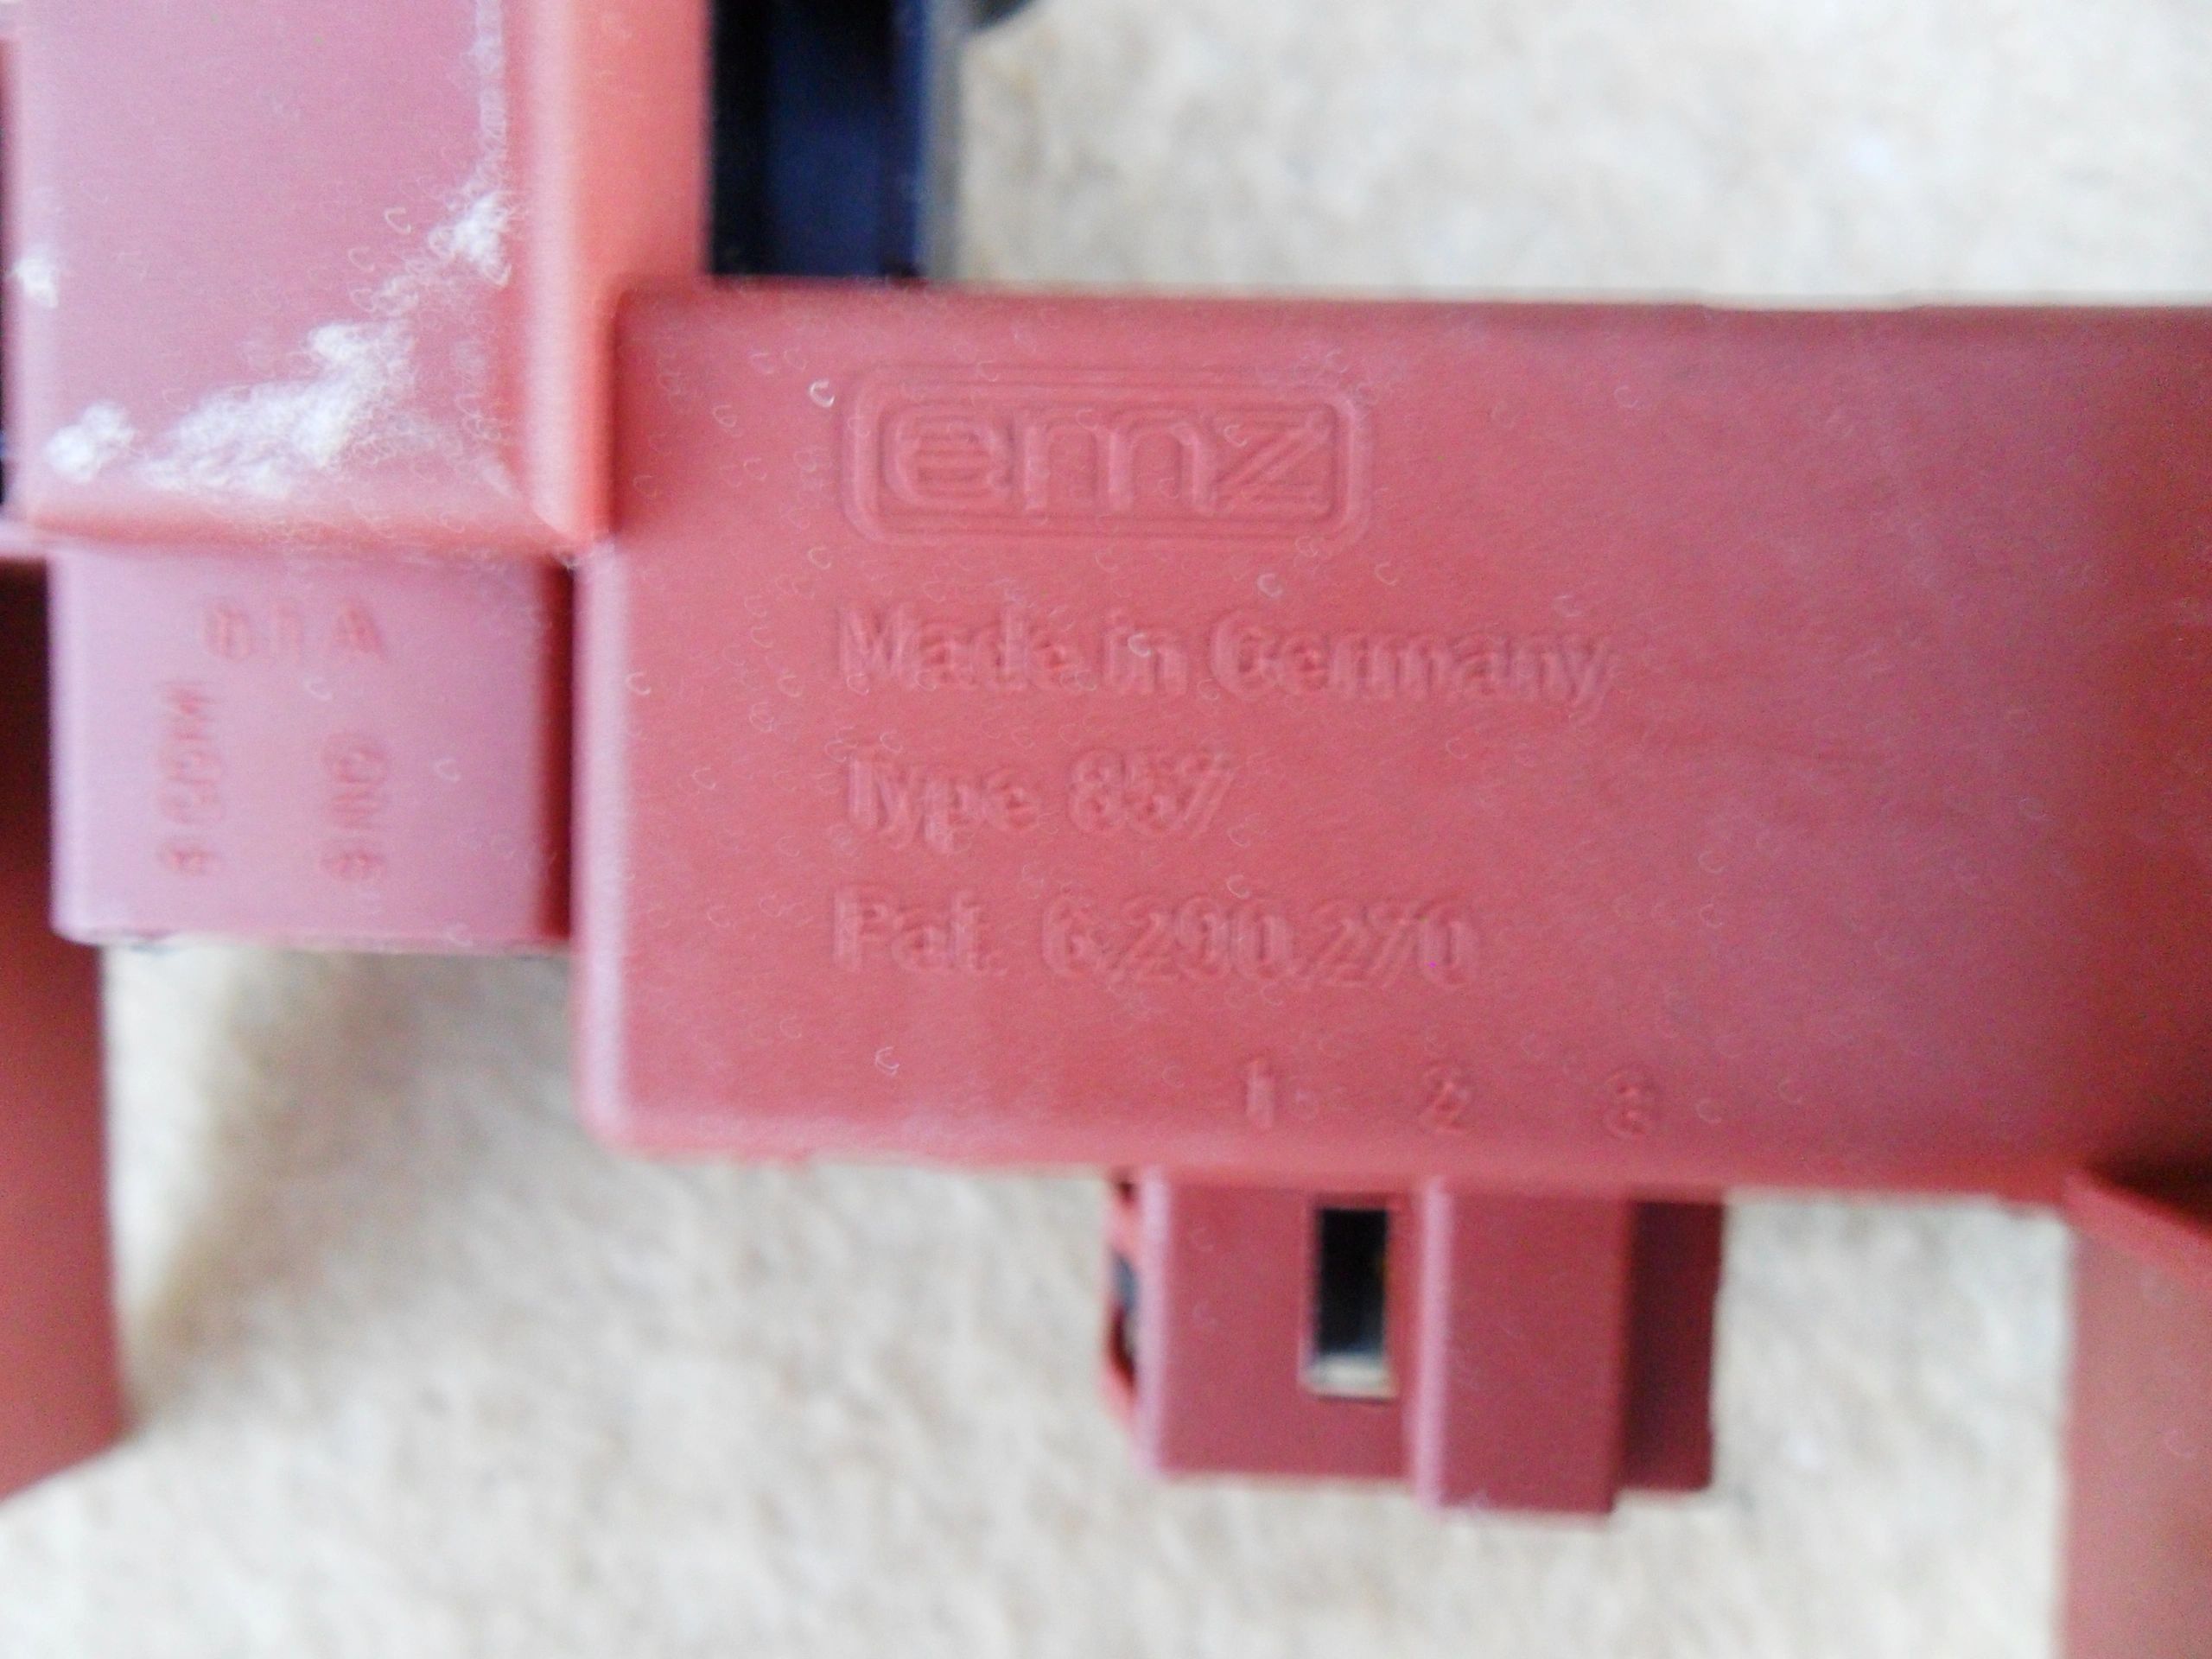 emz
Made in Germany
Type 857
Pat. 6,290,270
1 2 3